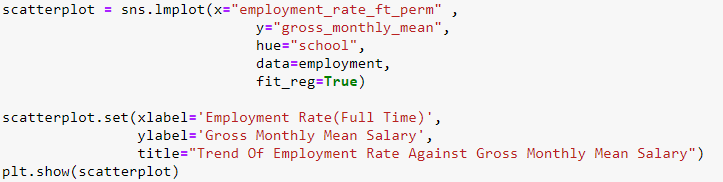 scatterplot = sns.lmplot(x="employment_rate_ft_perm" ,
y="gross_monthly_mean",
hue="school",
data=employment,
fit_reg=True)
scatterplot.set(xlabel='Employment Rate(Full Time)',
ylabel='Gross Monthly Mean Salary',
title="Trend Of Employment Rate Against Gross Monthly Mean Salary")
plt.show(scatterplot)